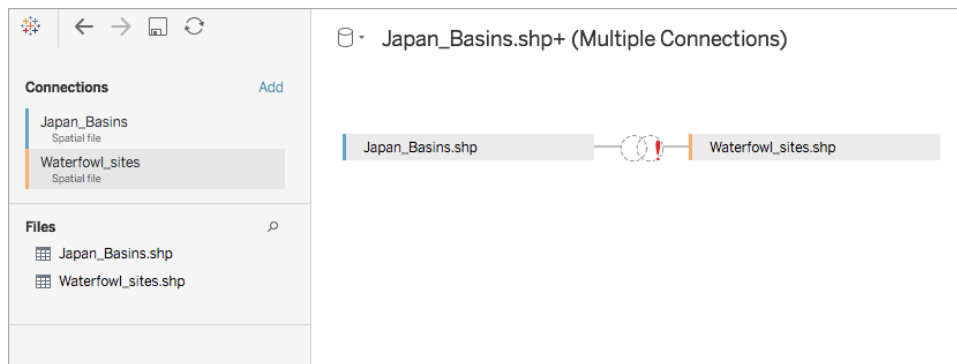 Japan_Basins.shp+ (Multiple Connections)
Connections Add
Japan_Basins
Spatial file
Waterfowl_sites
Spatial file
Japan_Basins.shp Waterfowl_sites.shp
Files
Japan_Basins.shp
Waterfowl_sites.shp